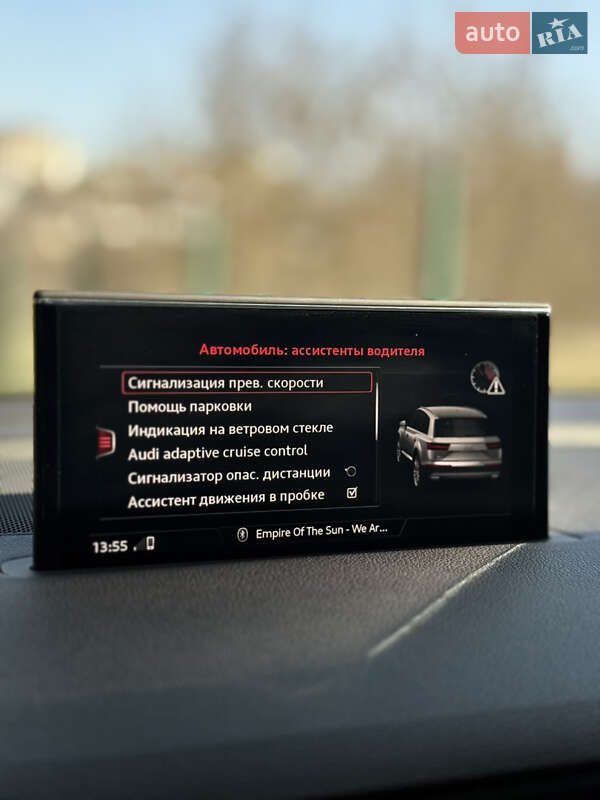 auto
RIA
.com
Автомобиль: ассистенты водителя
Сигнализация прев. скорости
Помощь парковки
Индикация на ветровом стекле
Audi adaptive cruise control
Сигнализатор опас. дистанции
Ассистент движения в пробке
13:55
Empire Of The Sun - We Ar...